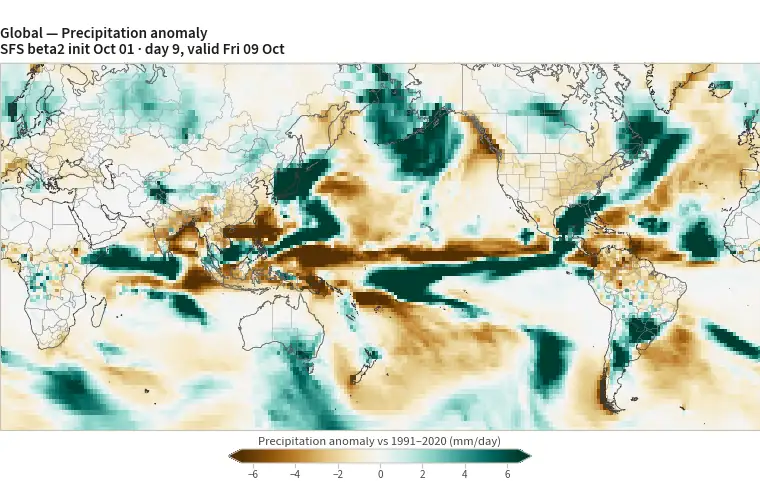 Global — Precipitation anomaly
SFS beta2 init Oct 01 · day 9, valid Fri 09 Oct
Precipitation anomaly vs 1991–2020 (mm/day)
−6 −4 −2 0 2 4 6